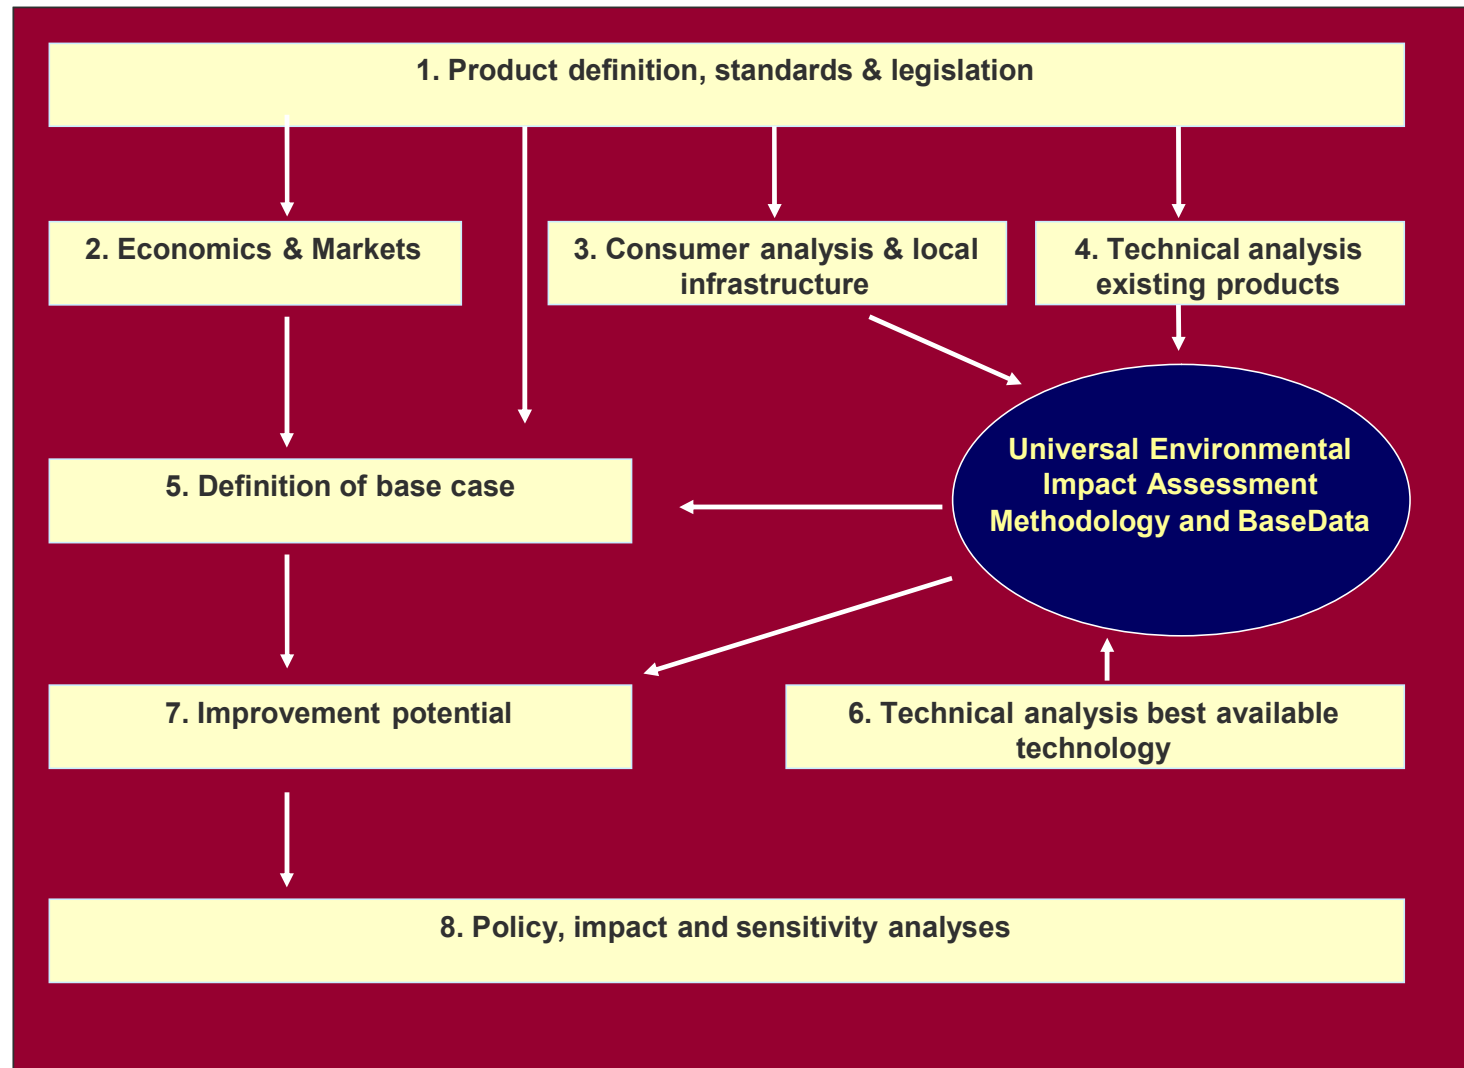 1. Product definition, standards & legislation
2. Economics & Markets
3. Consumer analysis & local
infrastructure
4. Technical analysis
existing products
Universal Environmental
Impact Assessment
Methodology and BaseData
5. Definition of base case
7. Improvement potential
6. Technical analysis best available
technology
8. Policy, impact and sensitivity analyses